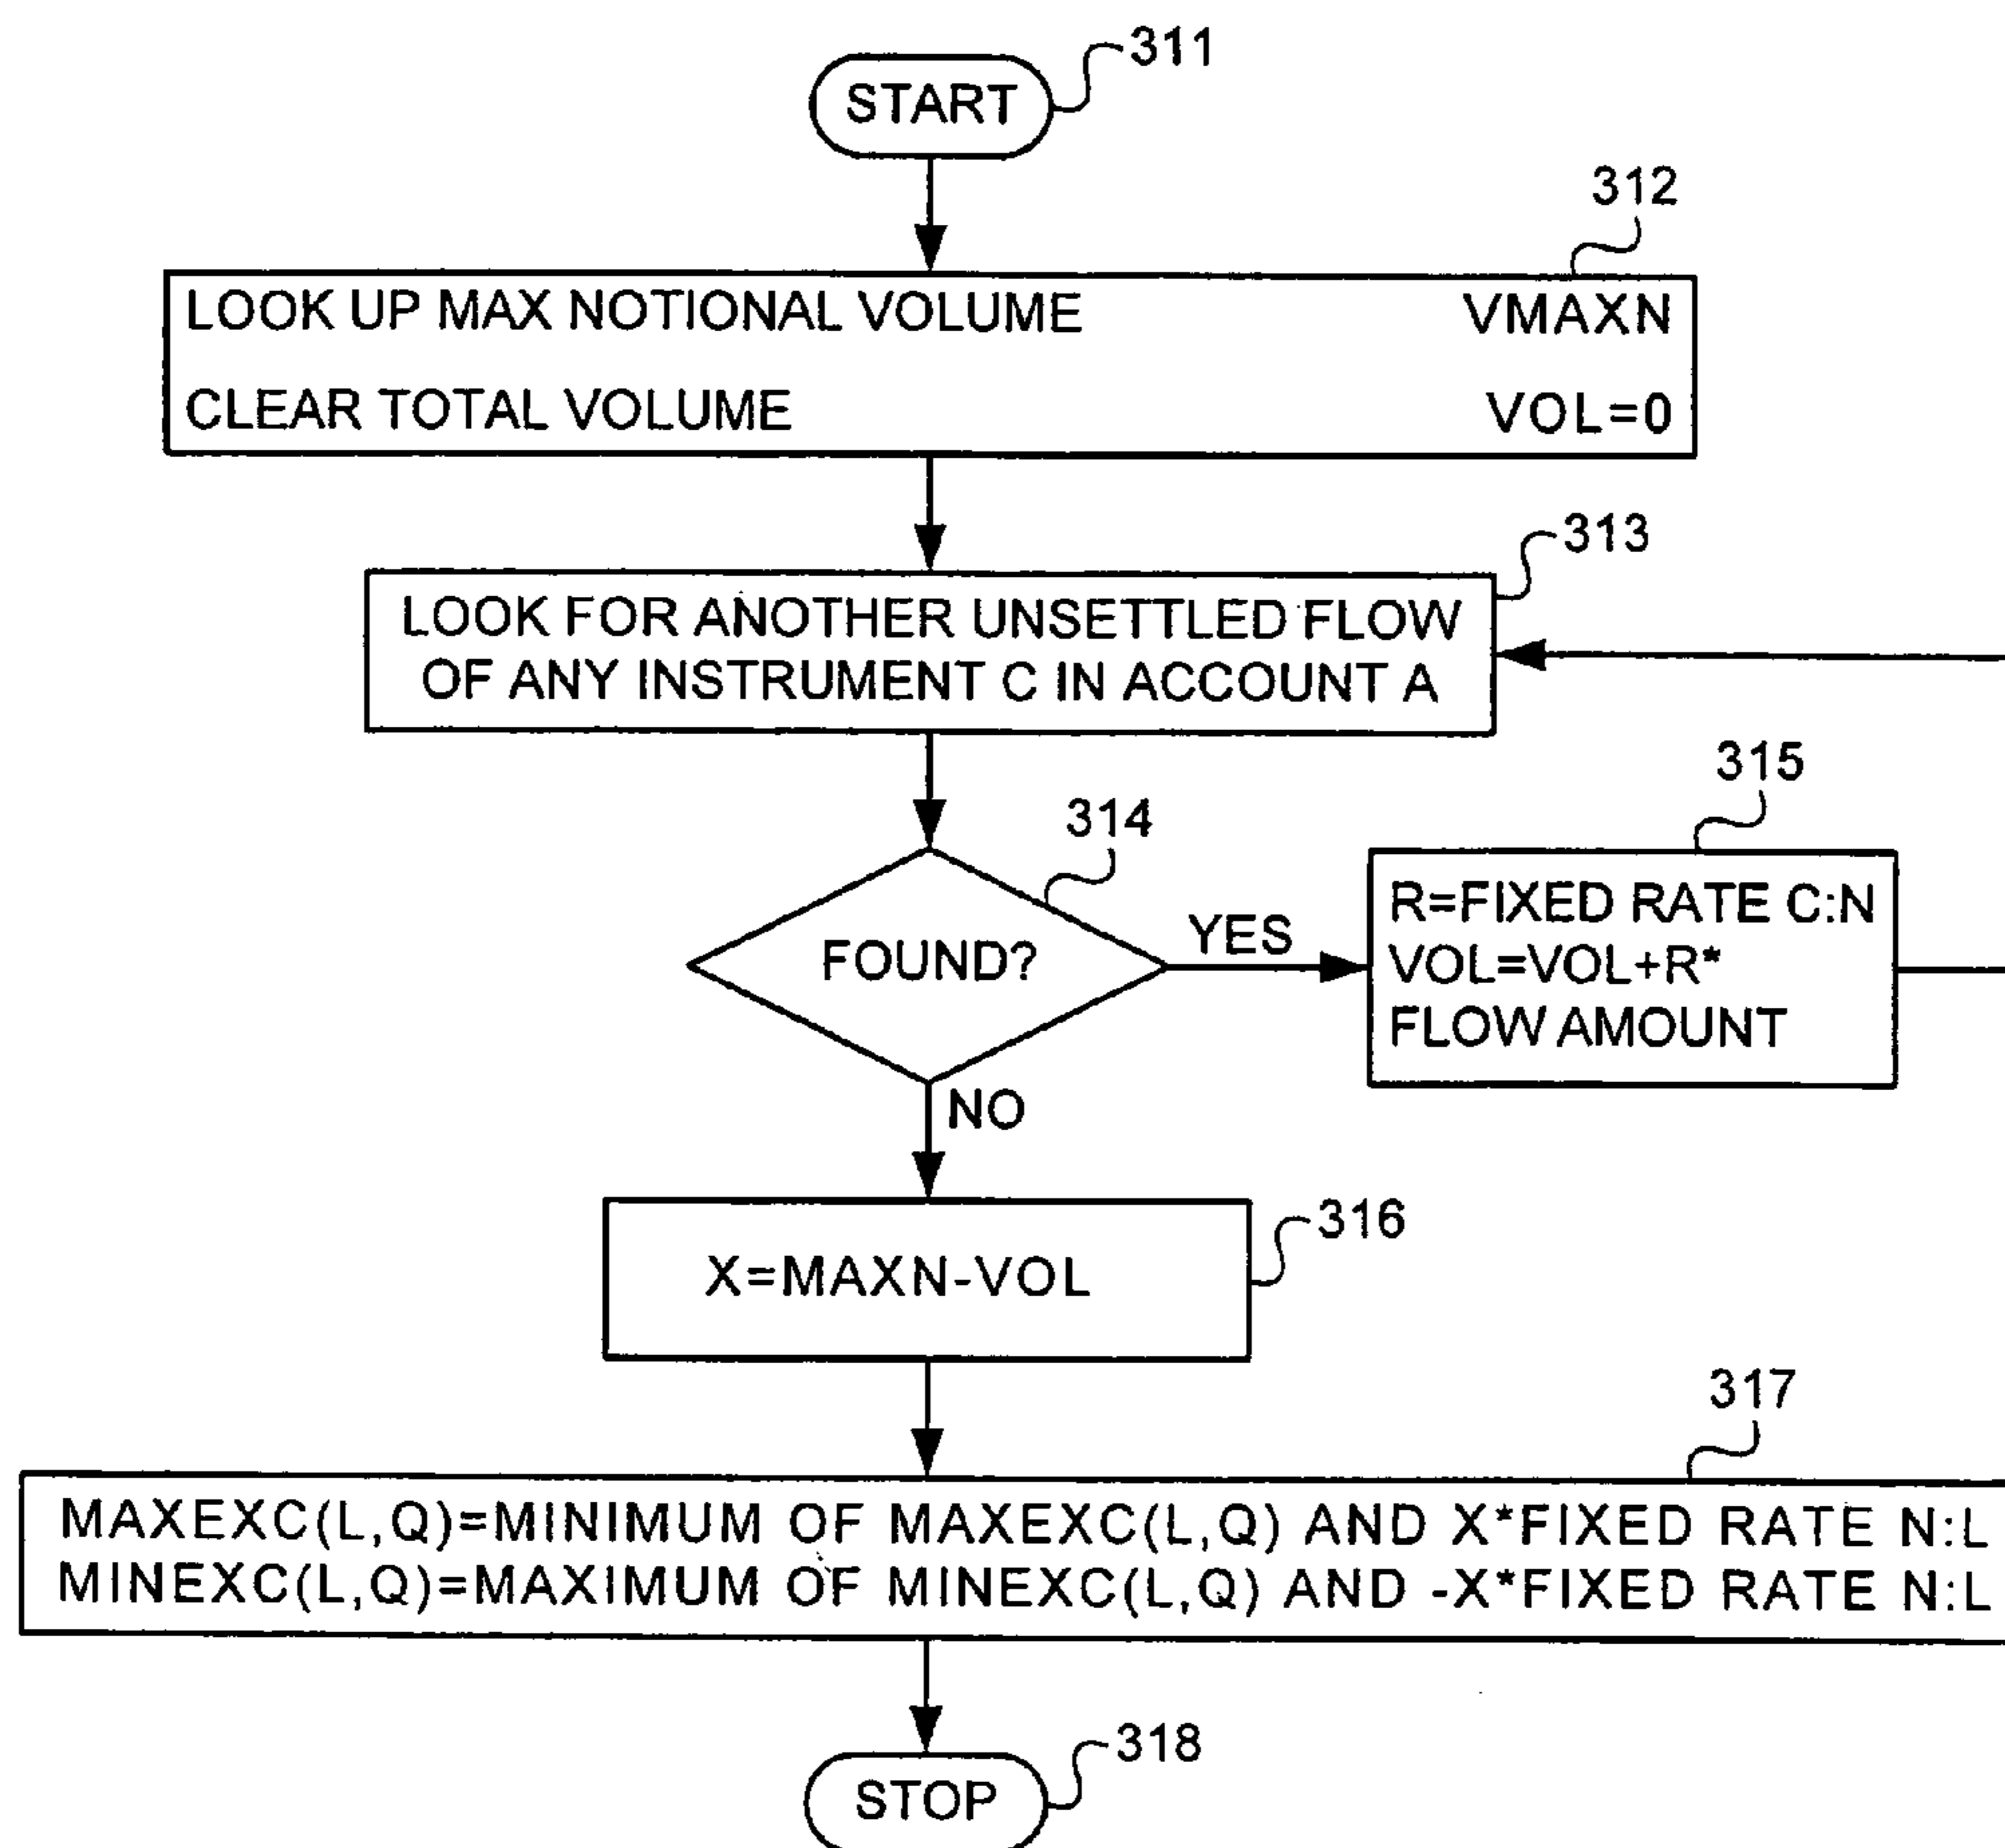 311
START
312
LOOK UP MAX NOTIONAL VOLUME VMAXN
CLEAR TOTAL VOLUME VOL=0
313
LOOK FOR ANOTHER UNSETTLED FLOW
OF ANY INSTRUMENT C IN ACCOUNT A
314
FOUND?
YES
315
R=FIXED RATE C:N
VOL=VOL+R*
FLOW AMOUNT
NO
316
X=MAXN-VOL
317
MAXEXC(L,Q)=MINIMUM OF MAXEXC(L,Q) AND X*FIXED RATE N:L
MINEXC(L,Q)=MAXIMUM OF MINEXC(L,Q) AND -X*FIXED RATE N:L
318
STOP